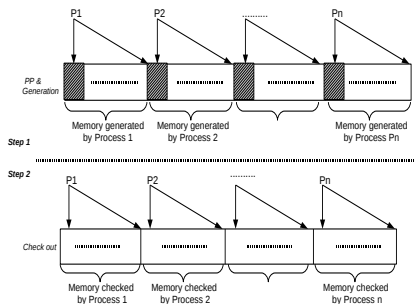 P1 P2 .......... Pn
PP &
Generation
Memory generated
by Process 1
Memory generated
by Process 2
Memory generated
by Process Pn
Step 1
Step 2
P1 P2 .......... Pn
Check out
Memory checked
by Process 1
Memory checked
by Process 2
Memory checked
by Process n